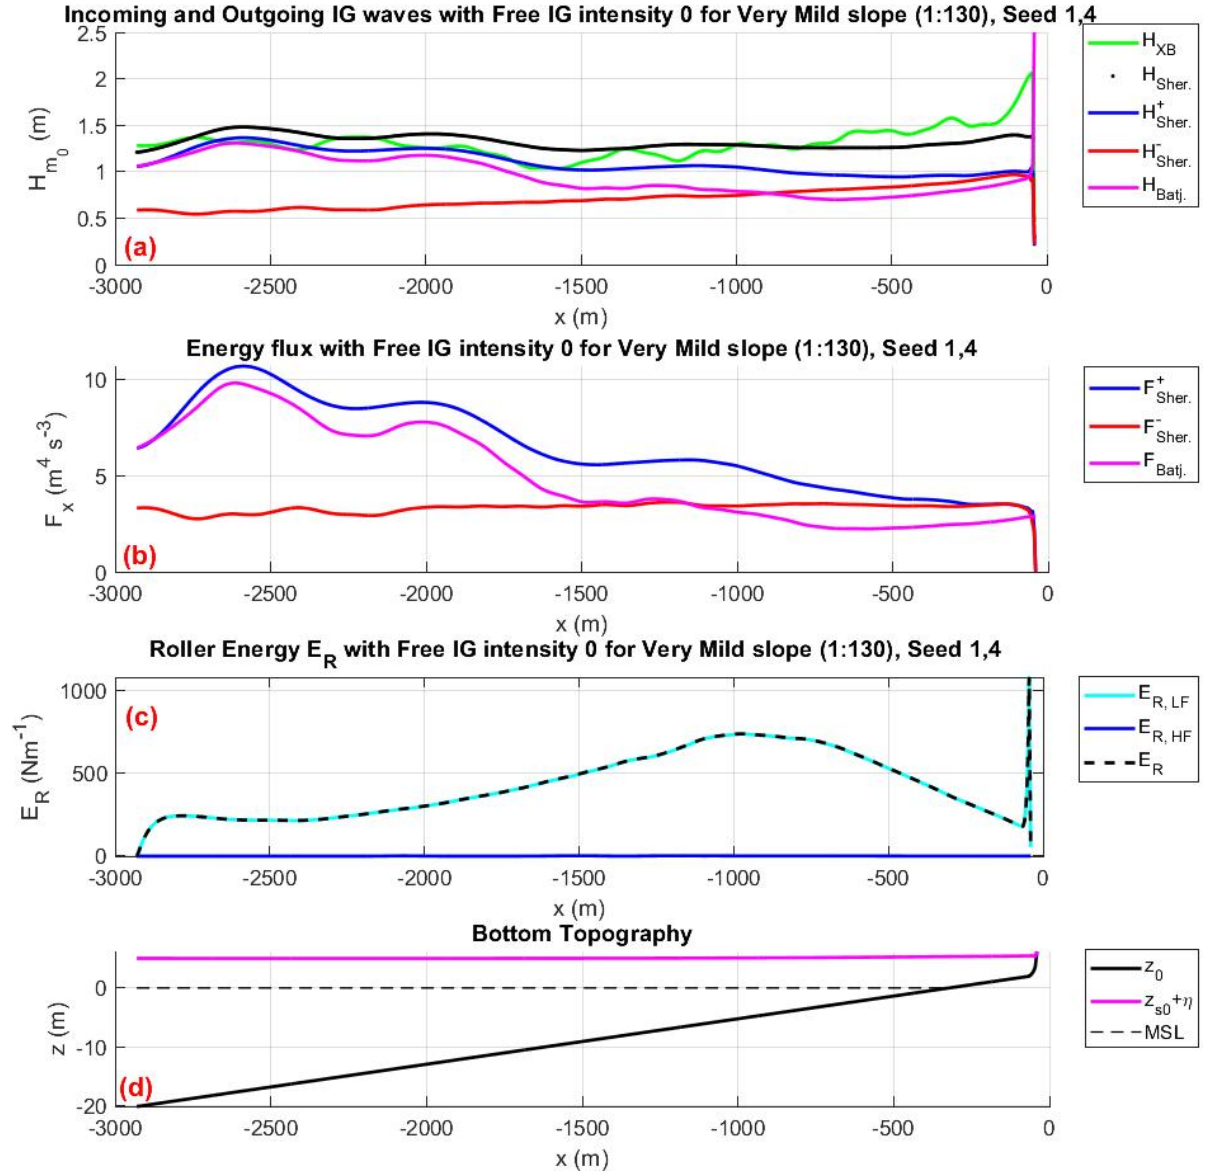 Incoming and Outgoing IG waves with Free IG intensity 0 for Very Mild slope (1:130), Seed 1,4
2.5
2
1.5
1
0.5
0
H_m0 (m)
(a)
-3000 -2500 -2000 -1500 -1000 -500 0
x (m)
H_XB
H_Sher.
H^+_Sher.
H^-_Sher.
H_Batj.
Energy flux with Free IG intensity 0 for Very Mild slope (1:130), Seed 1,4
10
5
0
F_x (m^4 s^-3)
(b)
-3000 -2500 -2000 -1500 -1000 -500 0
x (m)
F^+_Sher.
F^-_Sher.
F_Batj.
Roller Energy E_R with Free IG intensity 0 for Very Mild slope (1:130), Seed 1,4
1000
500
0
E_R (Nm^-1)
(c)
-3000 -2500 -2000 -1500 -1000 -500 0
x (m)
E_R, LF
E_R, HF
E_R
Bottom Topography
0
-10
-20
z (m)
(d)
-3000 -2500 -2000 -1500 -1000 -500 0
x (m)
z_0
z_s0+η
MSL